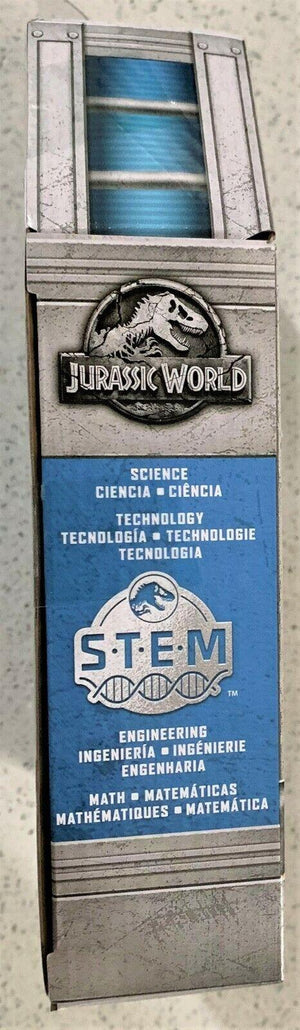 JURASSIC WORLD
SCIENCE
CIENCIA ▪ CIÊNCIA
TECHNOLOGY
TECNOLOGÍA ▪ TECHNOLOGIE
TECNOLOGIA
S·T·E·M
™
ENGINEERING
INGENIERÍA ▪ INGÉNIERIE
ENGENHARIA
MATH ▪ MATEMÁTICAS
MATHÉMATIQUES ▪ MATEMÁTICA